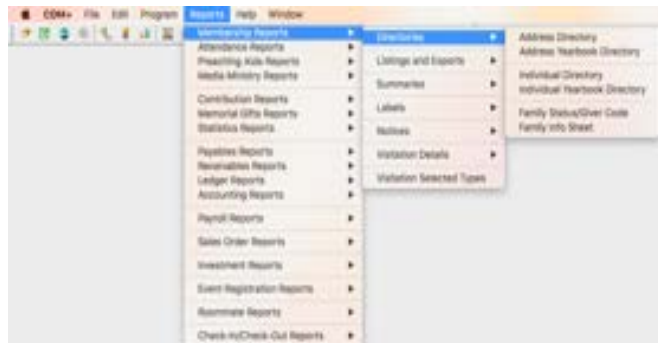 COM+ File Edit Program Reports Help Window
Membership Reports
Attendance Reports
Preaching Aids Reports
Media Ministry Reports
Contribution Reports
Memorial Gifts Reports
Statistics Reports
Payables Reports
Receivables Reports
Ledger Reports
Accounting Reports
Payroll Reports
Sales Order Reports
Investment Reports
Event Registration Reports
Roommate Reports
Check-In/Check-Out Reports
Directories
Listings and Exports
Summaries
Labels
Notices
Visitation Details
Visitation Selected Types
Address Directory
Address Yearbook Directory
Individual Directory
Individual Yearbook Directory
Family Status/Giver Code
Family Info Sheet